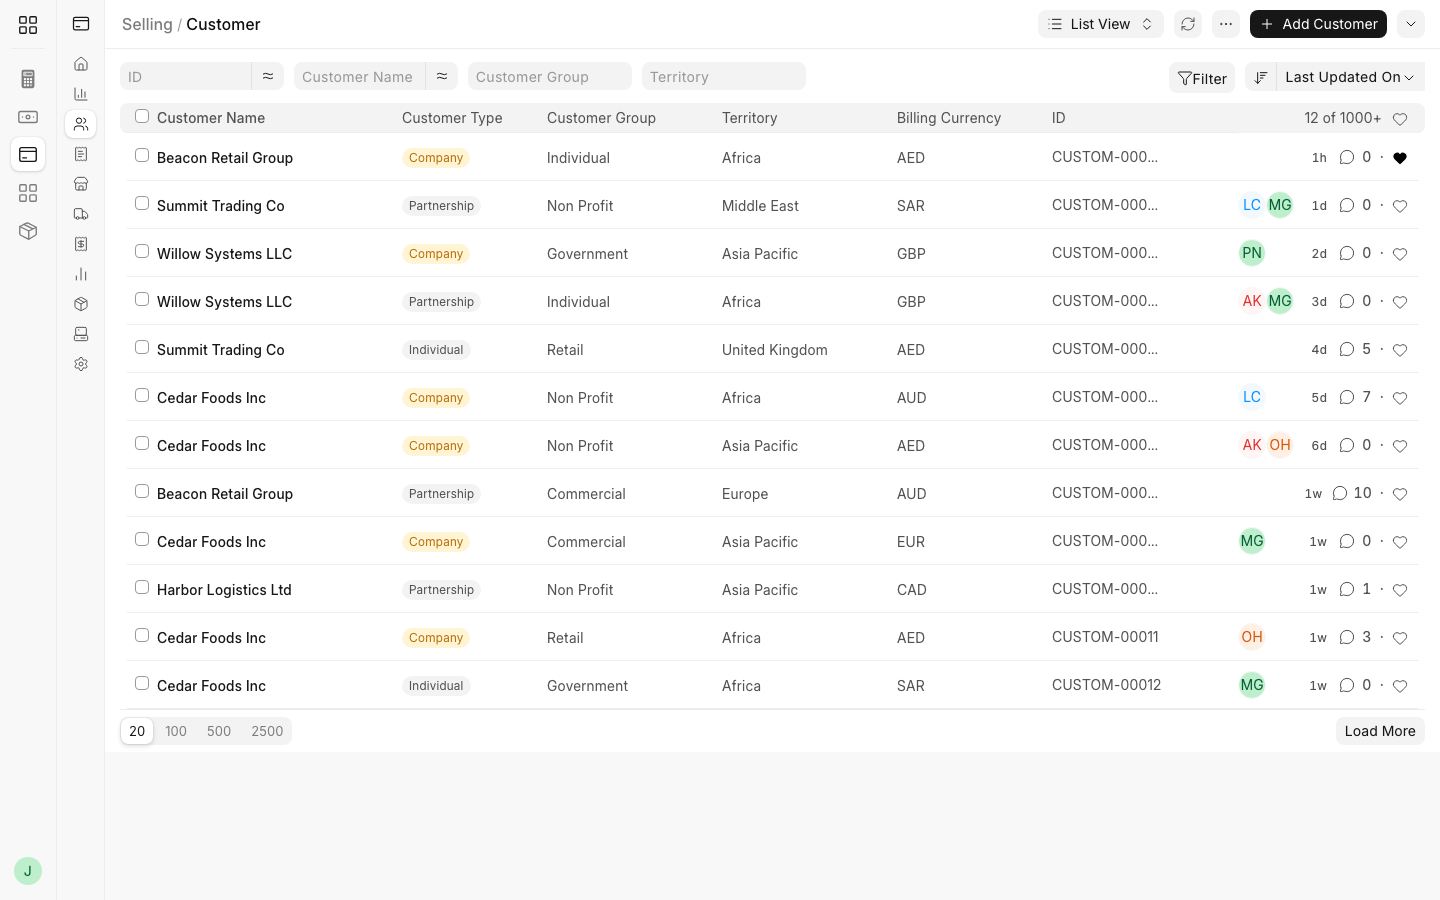 Selling / Customer
List View
Add Customer
ID ≈
Customer Name ≈
Customer Group
Territory
Filter
Last Updated On
Customer Name Customer Type Customer Group Territory Billing Currency ID 12 of 1000+
Beacon Retail Group Company Individual Africa AED CUSTOM-000... 1h 0 ·
Summit Trading Co Partnership Non Profit Middle East SAR CUSTOM-000... LC MG 1d 0 ·
Willow Systems LLC Company Government Asia Pacific GBP CUSTOM-000... PN 2d 0 ·
Willow Systems LLC Partnership Individual Africa GBP CUSTOM-000... AK MG 3d 0 ·
Summit Trading Co Individual Retail United Kingdom AED CUSTOM-000... 4d 5 ·
Cedar Foods Inc Company Non Profit Africa AUD CUSTOM-000... LC 5d 7 ·
Cedar Foods Inc Company Non Profit Asia Pacific AED CUSTOM-000... AK OH 6d 0 ·
Beacon Retail Group Partnership Commercial Europe AUD CUSTOM-000... 1w 10 ·
Cedar Foods Inc Company Commercial Asia Pacific EUR CUSTOM-000... MG 1w 0 ·
Harbor Logistics Ltd Partnership Non Profit Asia Pacific CAD CUSTOM-000... 1w 1 ·
Cedar Foods Inc Company Retail Africa AED CUSTOM-00011 OH 1w 3 ·
Cedar Foods Inc Individual Government Africa SAR CUSTOM-00012 MG 1w 0 ·
20 100 500 2500
Load More
J